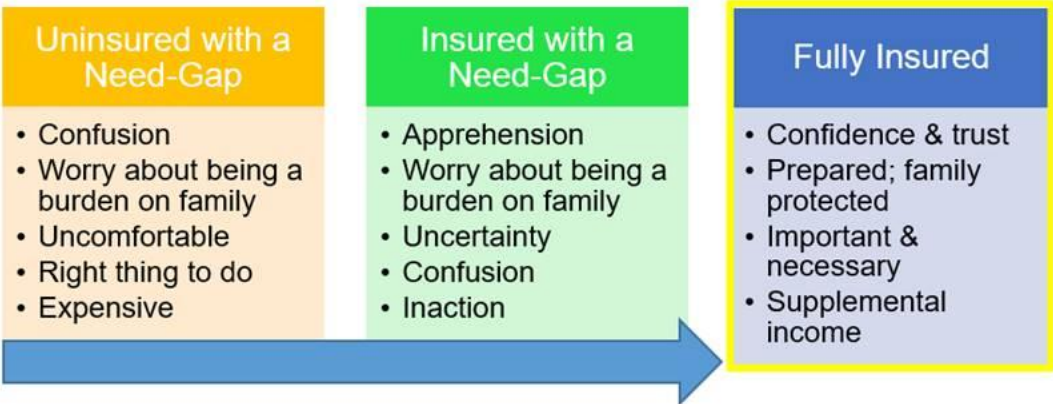 Uninsured with a
Need-Gap
• Confusion
• Worry about being a
burden on family
• Uncomfortable
• Right thing to do
• Expensive
Insured with a
Need-Gap
• Apprehension
• Worry about being a
burden on family
• Uncertainty
• Confusion
• Inaction
Fully Insured
• Confidence & trust
• Prepared; family
protected
• Important &
necessary
• Supplemental
income